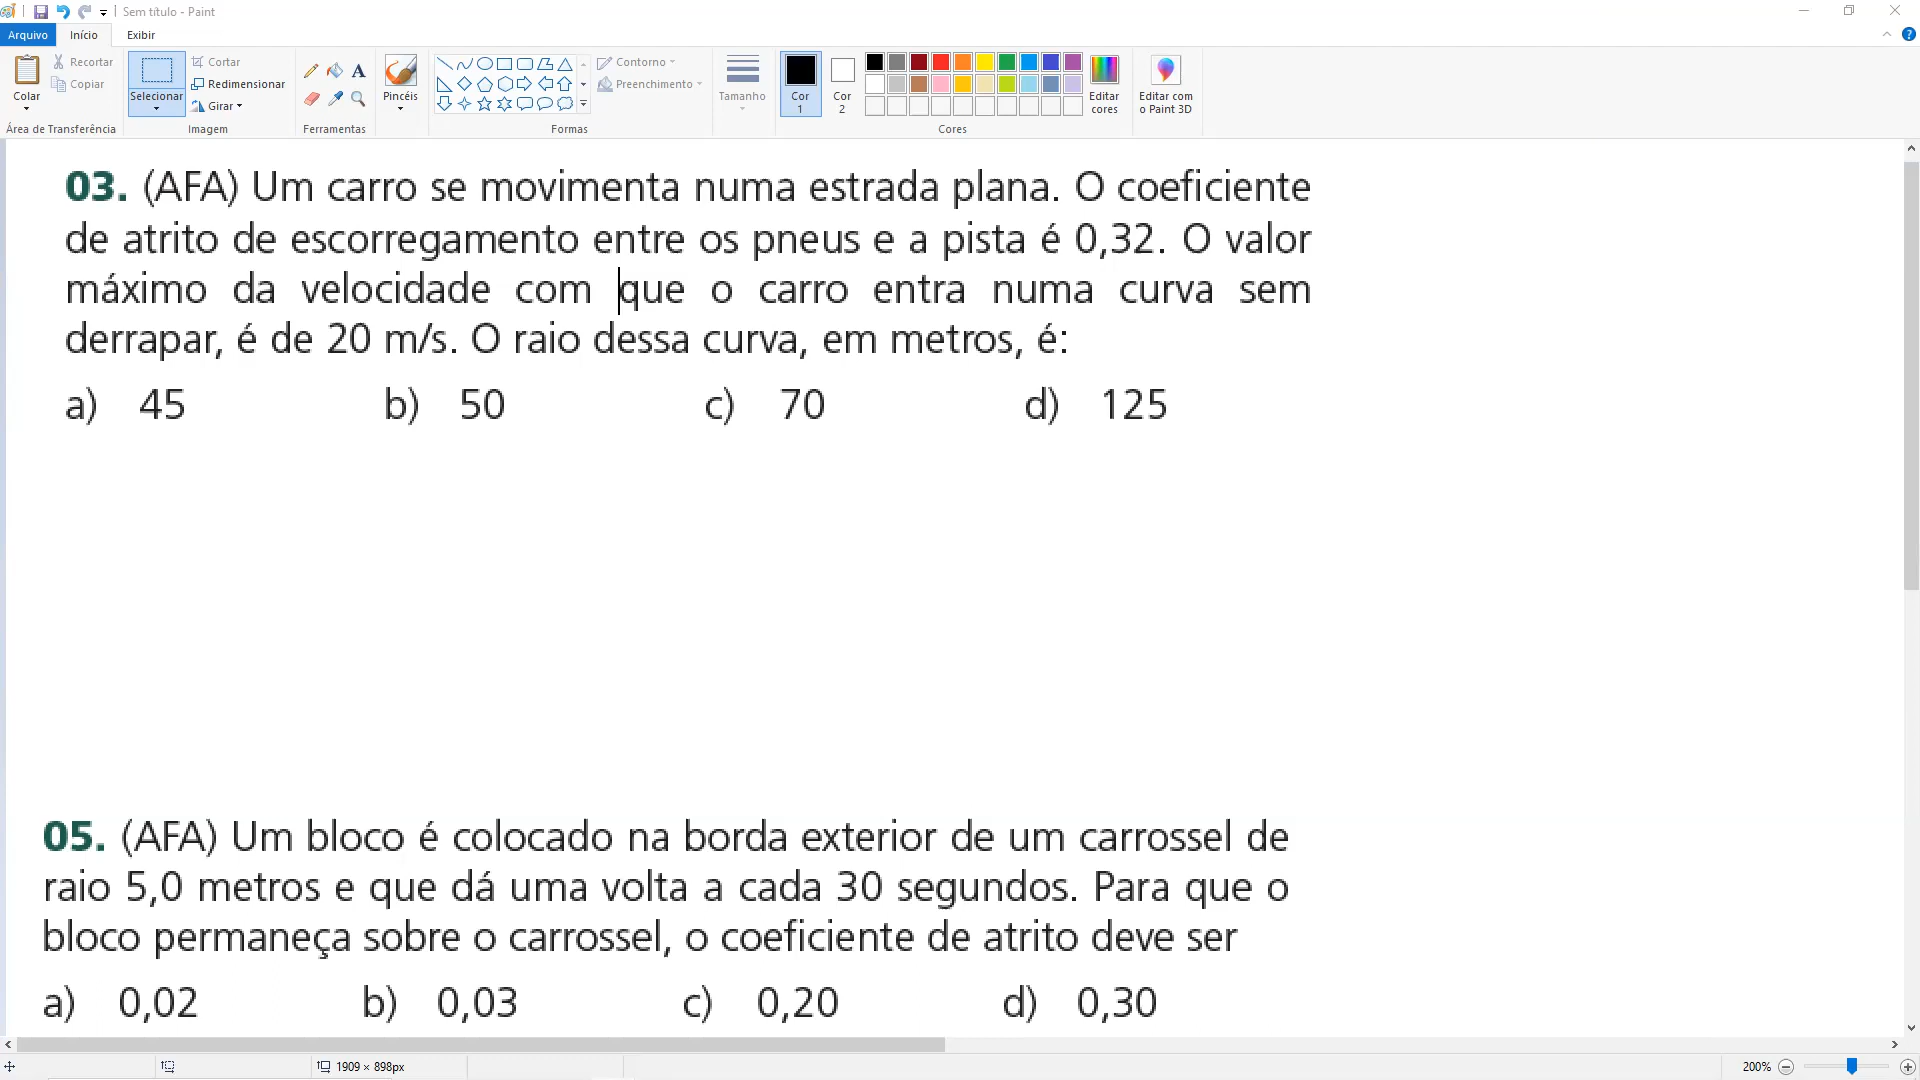 Sem título - Paint
Arquivo Início Exibir
Colar
Recortar
Copiar
Área de Transferência
Selecionar
Cortar
Redimensionar
Girar
Imagem
A
Ferramentas
Pincéis
Formas
Contorno
Preenchimento
Tamanho
Cor 1
Cor 2
Cores
Editar cores
Editar com o Paint 3D
03. (AFA) Um carro se movimenta numa estrada plana. O coeficiente
de atrito de escorregamento entre os pneus e a pista é 0,32. O valor
máximo da velocidade com que o carro entra numa curva sem
derrapar, é de 20 m/s. O raio dessa curva, em metros, é:
a) 45 b) 50 c) 70 d) 125
05. (AFA) Um bloco é colocado na borda exterior de um carrossel de
raio 5,0 metros e que dá uma volta a cada 30 segundos. Para que o
bloco permaneça sobre o carrossel, o coeficiente de atrito deve ser
a) 0,02 b) 0,03 c) 0,20 d) 0,30
1909 × 898px
200%